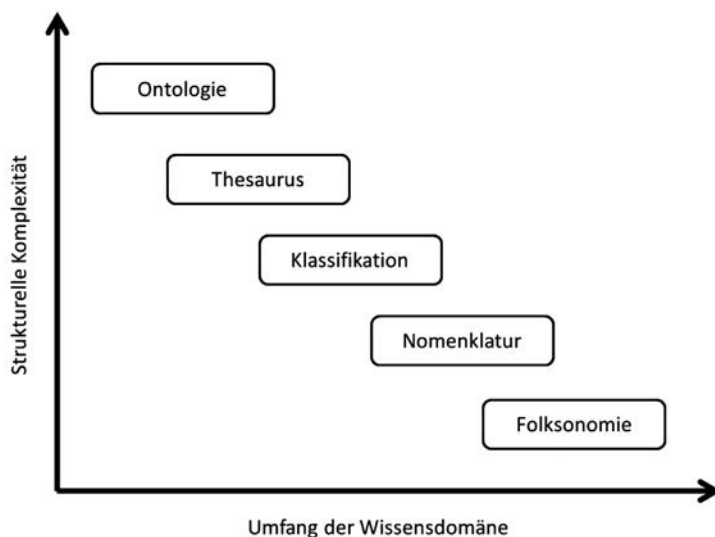 Ontologie
Thesaurus
Klassifikation
Nomenklatur
Folksonomie
Strukturelle Komplexität
Umfang der Wissensdomäne